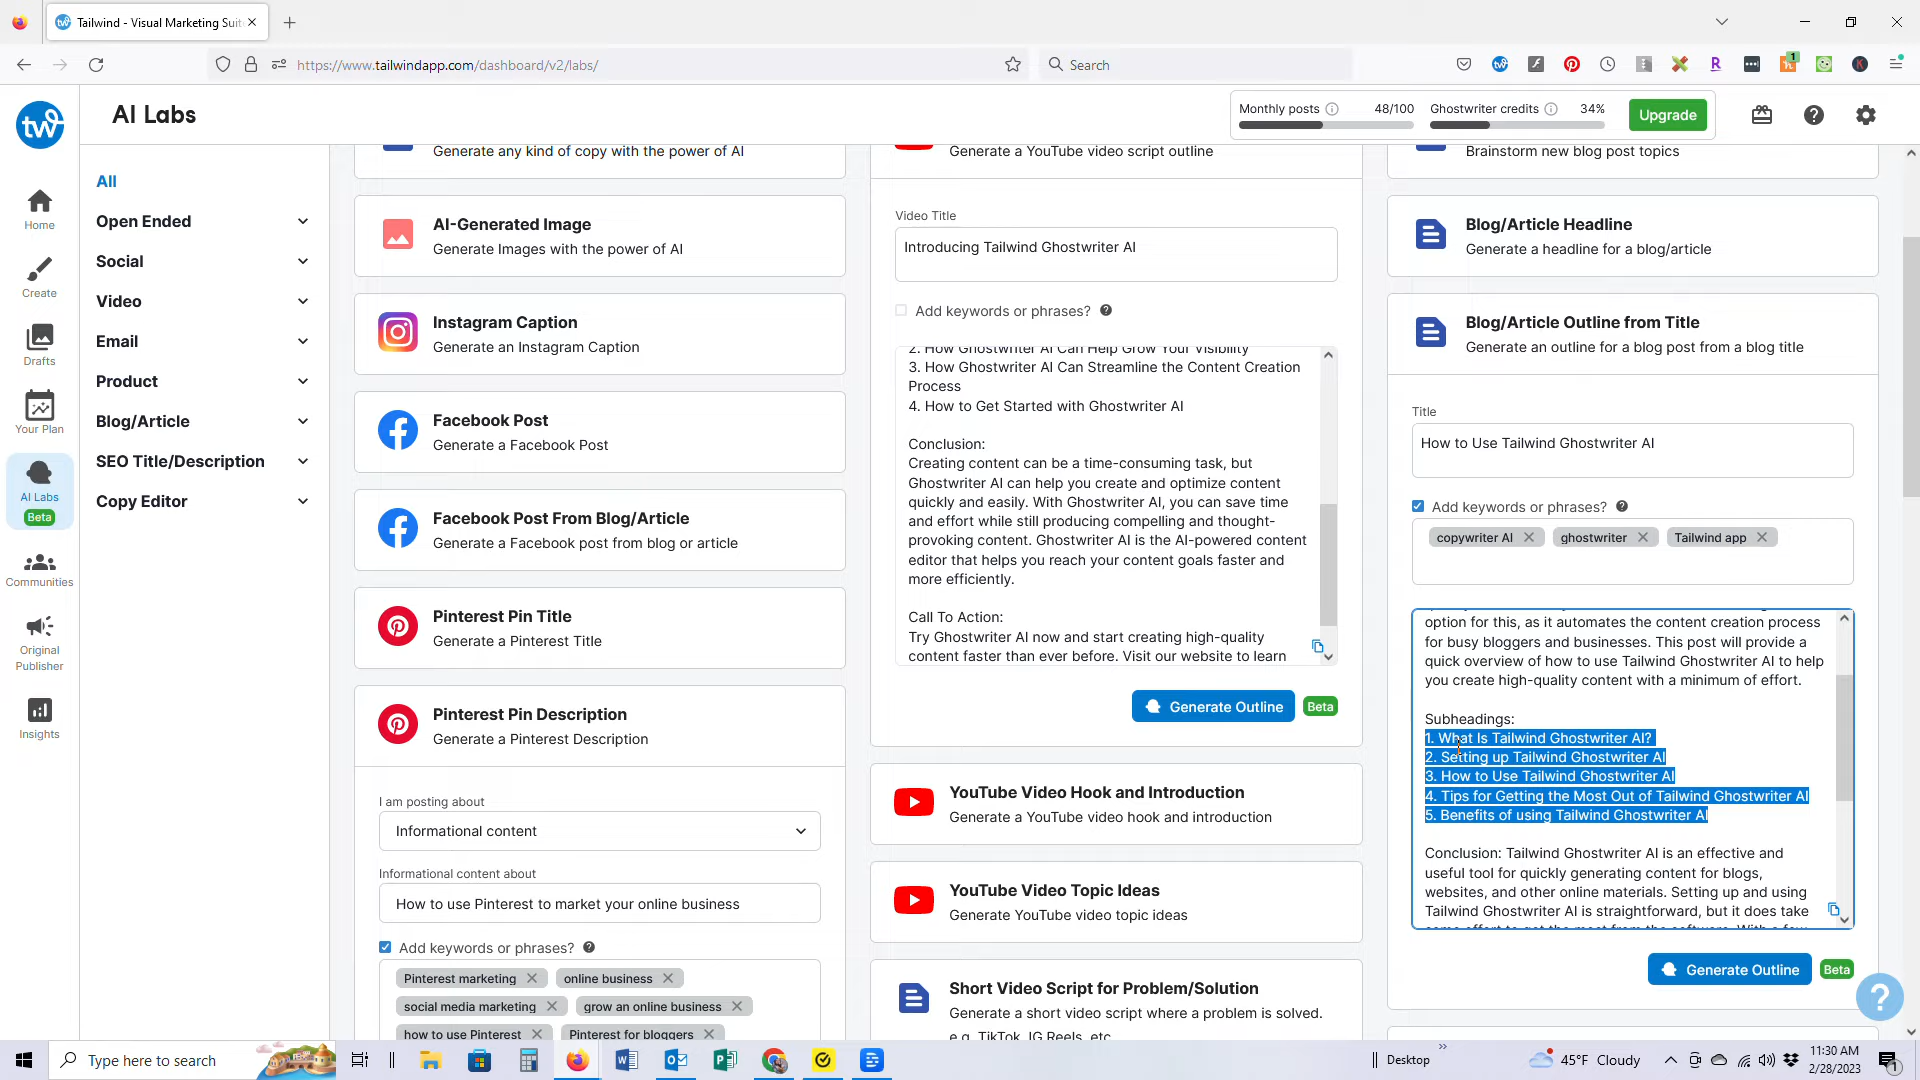 Tailwind - Visual Marketing Suit
https://www.tailwindapp.com/dashboard/v2/labs/
Search
1
tw
AI Labs
Monthly posts
48/100
Ghostwriter credits
34%
Upgrade
Home
Create
Drafts
Your Plan
AI Labs
Beta
Communities
Original
Publisher
Insights
All
Open Ended
Social
Video
Email
Product
Blog/Article
SEO Title/Description
Copy Editor
Generate any kind of copy with the power of AI
AI-Generated Image
Generate Images with the power of AI
Instagram Caption
Generate an Instagram Caption
Facebook Post
Generate a Facebook Post
Facebook Post From Blog/Article
Generate a Facebook post from blog or article
Pinterest Pin Title
Generate a Pinterest Title
Pinterest Pin Description
Generate a Pinterest Description
I am posting about
Informational content
Informational content about
How to use Pinterest to market your online business
Add keywords or phrases?
Pinterest marketing
online business
social media marketing
grow an online business
how to use Pinterest
Pinterest for bloggers
Generate a YouTube video script outline
Video Title
Introducing Tailwind Ghostwriter AI
Add keywords or phrases?
2. How Ghostwriter AI Can Help Grow Your Visibility
3. How Ghostwriter AI Can Streamline the Content Creation
Process
4. How to Get Started with Ghostwriter AI
Conclusion:
Creating content can be a time-consuming task, but
Ghostwriter AI can help you create and optimize content
quickly and easily. With Ghostwriter AI, you can save time
and effort while still producing compelling and thought-
provoking content. Ghostwriter AI is the AI-powered content
editor that helps you reach your content goals faster and
more efficiently.
Call To Action:
Try Ghostwriter AI now and start creating high-quality
content faster than ever before. Visit our website to learn
Generate Outline
Beta
YouTube Video Hook and Introduction
Generate a YouTube video hook and introduction
YouTube Video Topic Ideas
Generate YouTube video topic ideas
Short Video Script for Problem/Solution
Generate a short video script where a problem is solved.
e.g. TikTok, IG Reels, etc
Brainstorm new blog post topics
Blog/Article Headline
Generate a headline for a blog/article
Blog/Article Outline from Title
Generate an outline for a blog post from a blog title
Title
How to Use Tailwind Ghostwriter AI
Add keywords or phrases?
copywriter AI
ghostwriter
Tailwind app
option for this, as it automates the content creation process
for busy bloggers and businesses. This post will provide a
quick overview of how to use Tailwind Ghostwriter AI to help
you create high-quality content with a minimum of effort.
Subheadings:
1. What Is Tailwind Ghostwriter AI?
2. Setting up Tailwind Ghostwriter AI
3. How to Use Tailwind Ghostwriter AI
4. Tips for Getting the Most Out of Tailwind Ghostwriter AI
5. Benefits of using Tailwind Ghostwriter AI
Conclusion: Tailwind Ghostwriter AI is an effective and
useful tool for quickly generating content for blogs,
websites, and other online materials. Setting up and using
Tailwind Ghostwriter AI is straightforward, but it does take
some effort to get the most from the software. With a few
Generate Outline
Beta
Type here to search
Desktop
45°F Cloudy
11:30 AM
2/28/2023
1